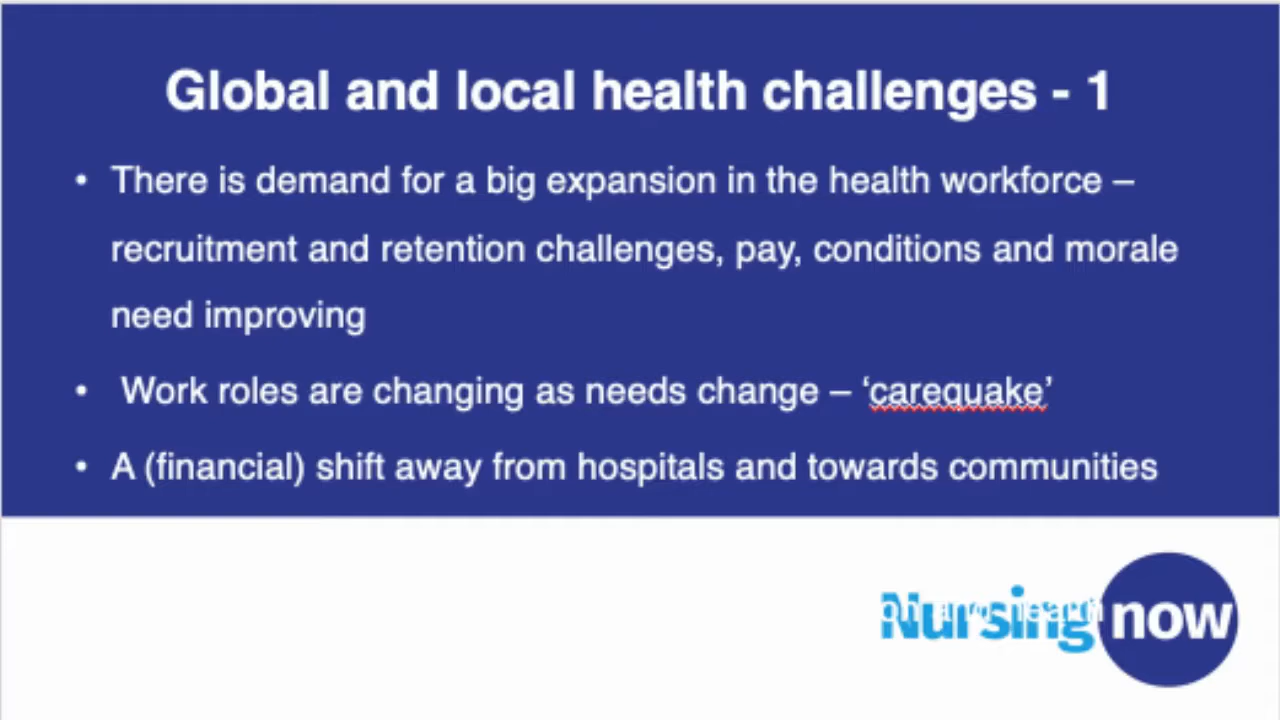 Global and local health challenges - 1
• There is demand for a big expansion in the health workforce –
recruitment and retention challenges, pay, conditions and morale
need improving
• Work roles are changing as needs change – ‘carequake’
• A (financial) shift away from hospitals and towards communities
Nursing now